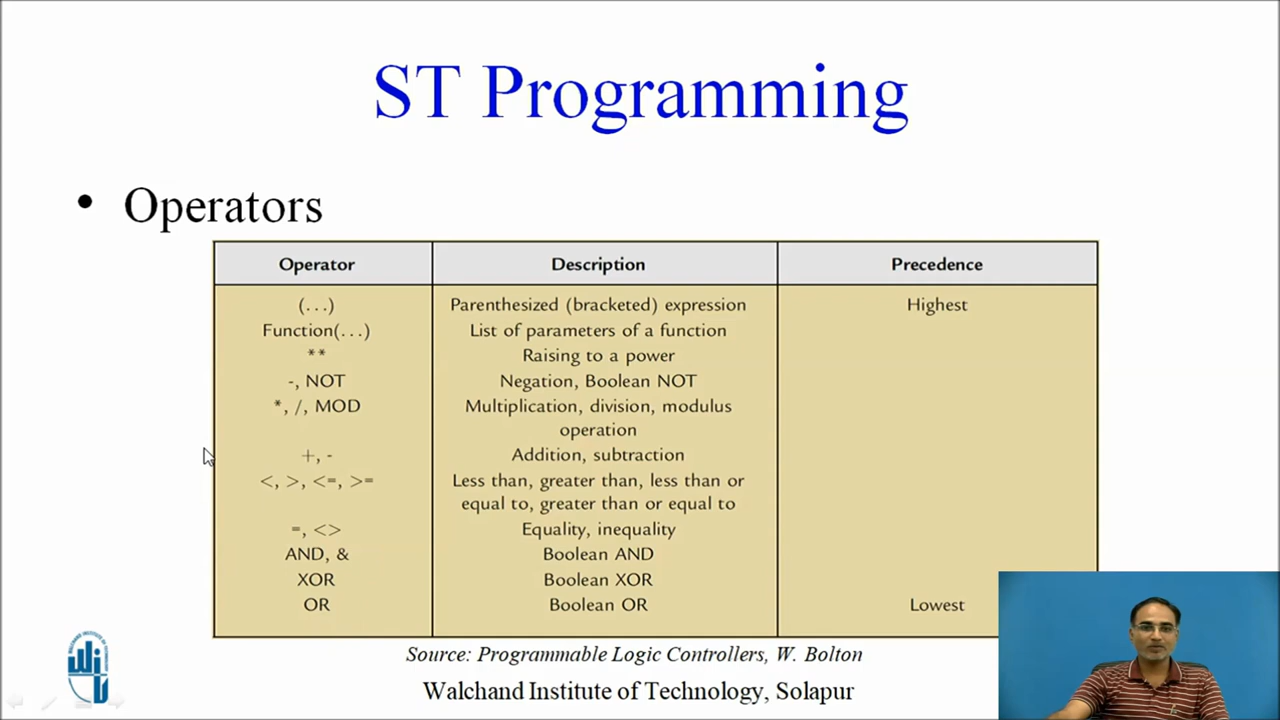 ST Programming
• Operators
Operator Description Precedence
(...) Parenthesized (bracketed) expression Highest
Function(...) List of parameters of a function
** Raising to a power
-, NOT Negation, Boolean NOT
*, /, MOD Multiplication, division, modulus
operation
+, - Addition, subtraction
<, >, <=, >= Less than, greater than, less than or
equal to, greater than or equal to
=, <> Equality, inequality
AND, & Boolean AND
XOR Boolean XOR
OR Boolean OR Lowest
Source: Programmable Logic Controllers, W. Bolton
Walchand Institute of Technology, Solapur